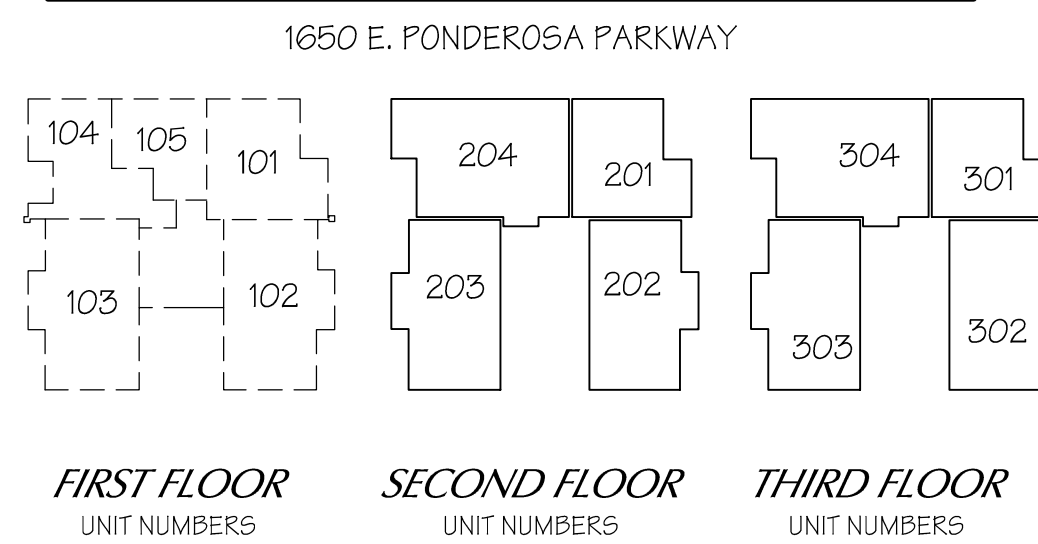 1650 E. PONDEROSA PARKWAY
104 105 101
103 102
204 201
203 202
304 301
303 302
FIRST FLOOR
UNIT NUMBERS
SECOND FLOOR
UNIT NUMBERS
THIRD FLOOR
UNIT NUMBERS